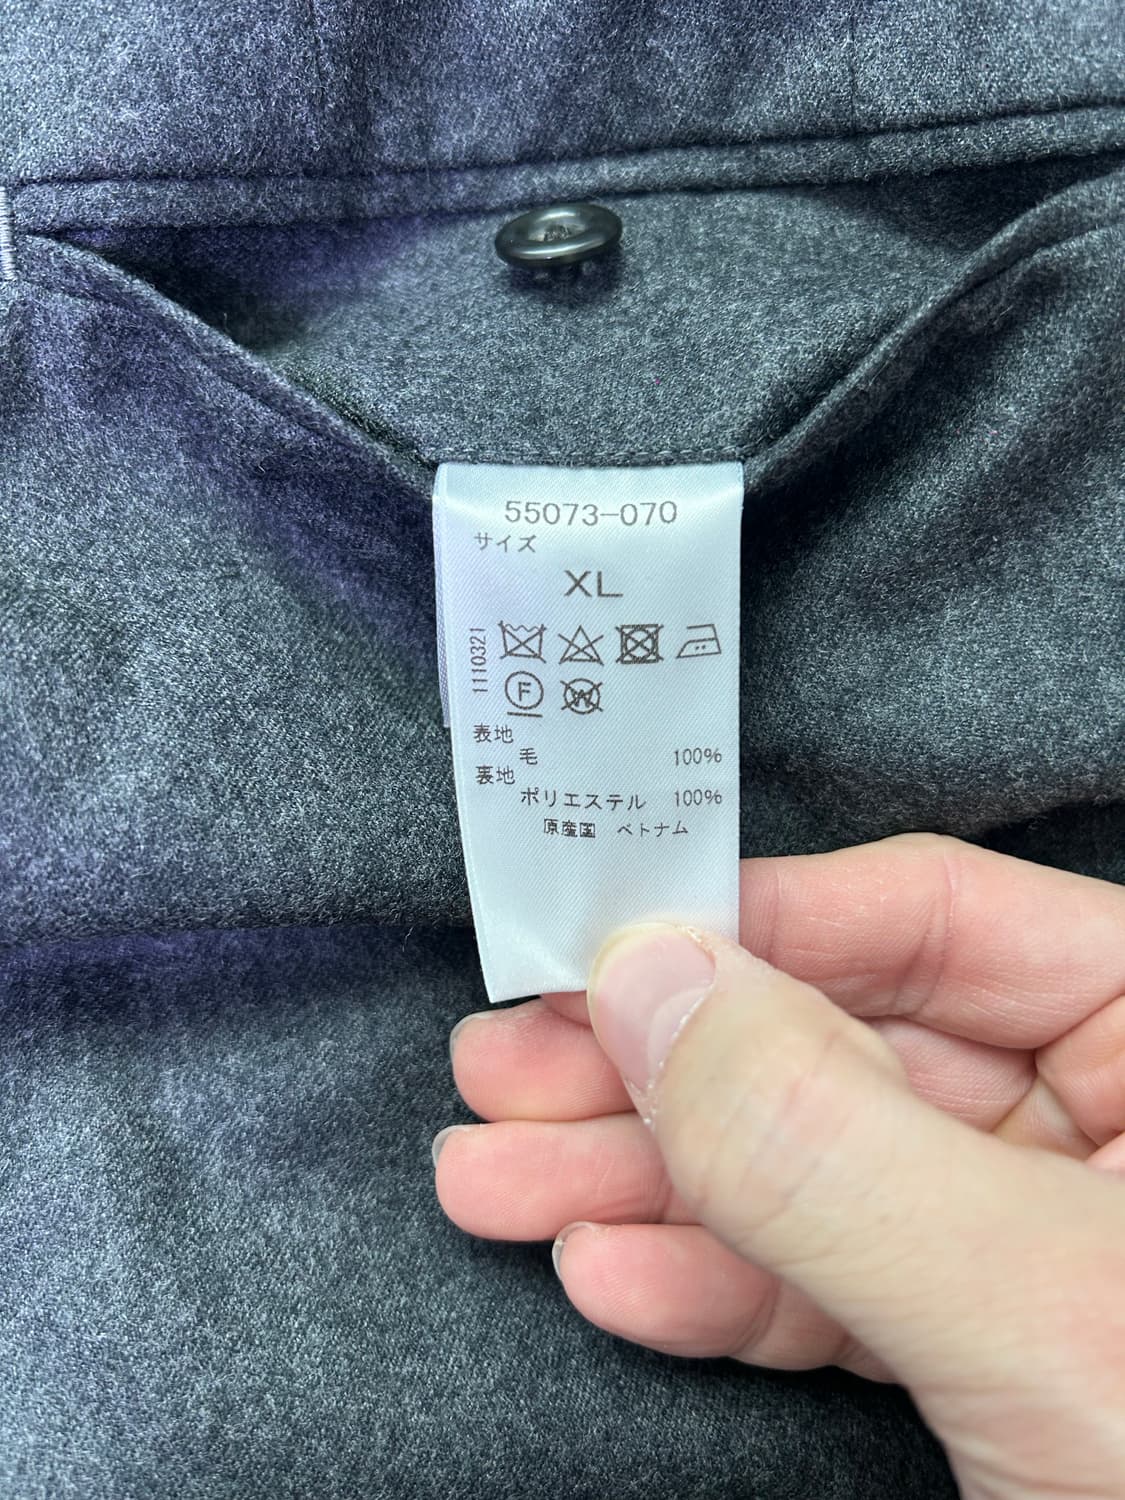 55073-070
サイズ
XL
1110321
F
W
表地
毛 100%
裏地
ポリエステル 100%
原産国 ベトナム